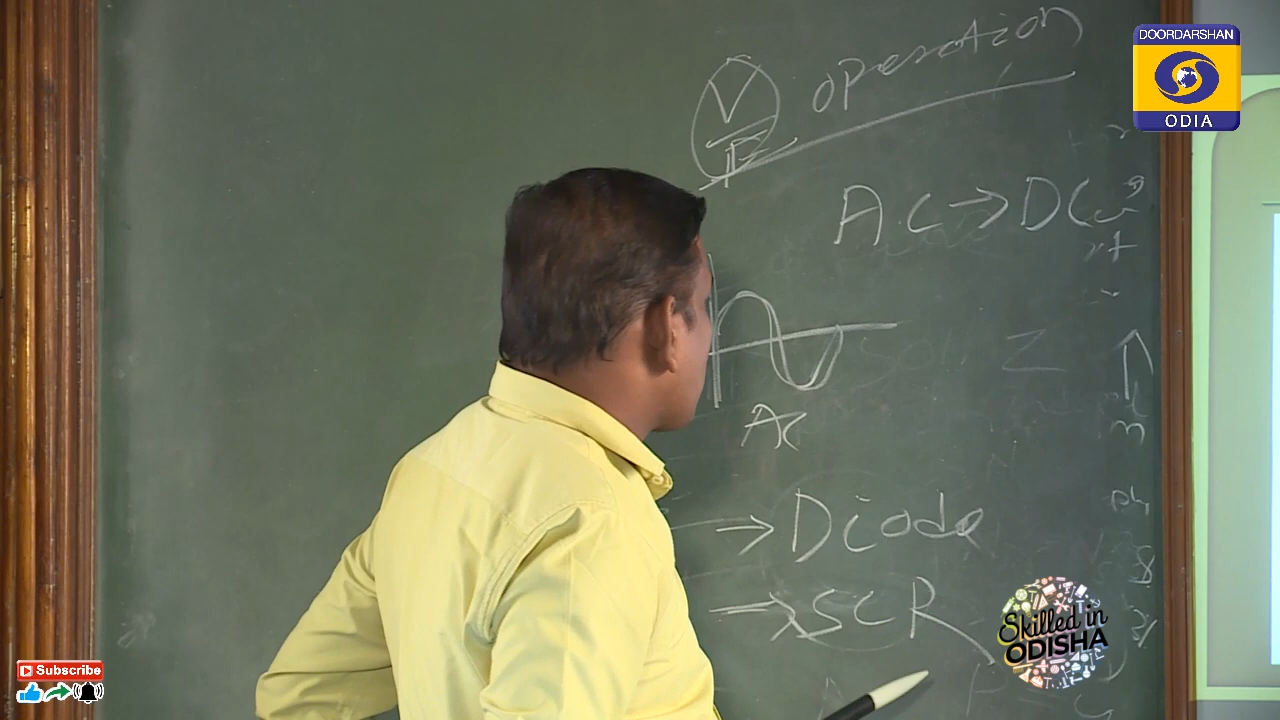 DOORDARSHAN
ODIA
V/F operation
AC → DC
AC
→ Diode
→ SCR
Skilled in
ODISHA
Subscribe